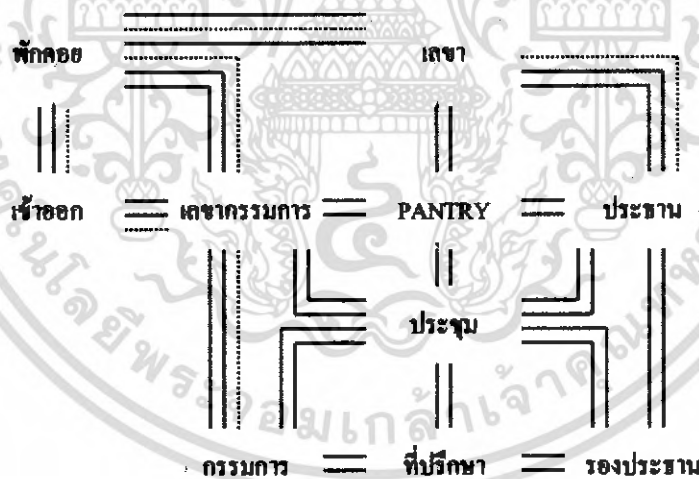 พักคอย เลขา
เข้าออก เลขากรรมการ PANTRY ประธาน
ประชุม
กรรมการ ที่ปรึกษา รองประธาน